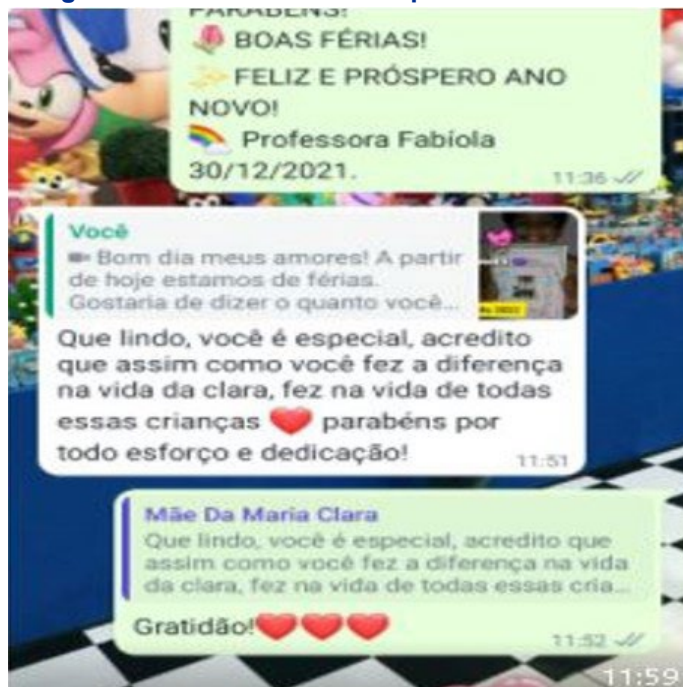 PARABÉNS!
🌷 BOAS FÉRIAS!
✨ FELIZ E PRÓSPERO ANO
NOVO!
🌈 Professora Fabíola
30/12/2021.
11:36
Você
Bom dia meus amores! A partir
de hoje estamos de férias.
Gostaria de dizer o quanto você...
Que lindo, você é especial, acredito
que assim como você fez a diferença
na vida da clara, fez na vida de todas
essas crianças ❤️ parabéns por
todo esforço e dedicação!
11:51
Mãe Da Maria Clara
Que lindo, você é especial, acredito que
assim como você fez a diferença na vida
da clara, fez na vida de todas essas cria...
Gratidão!❤️❤️❤️
11:52
11:59